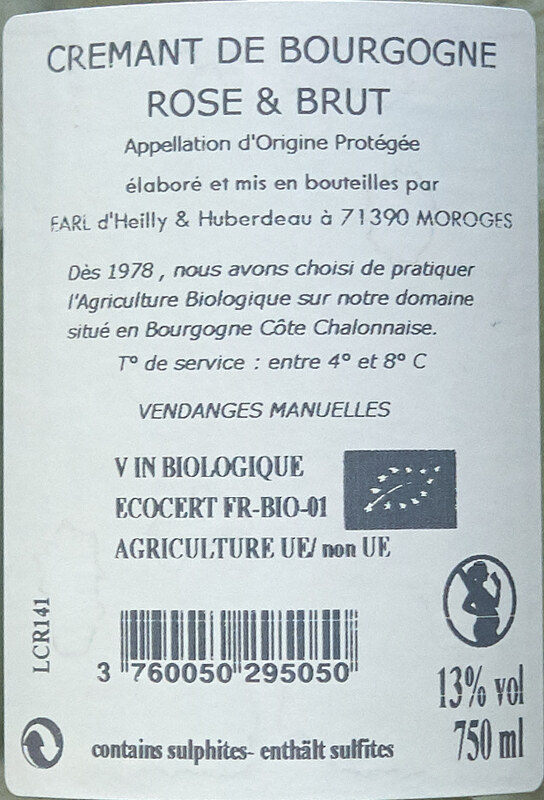 CREMANT DE BOURGOGNE
ROSE & BRUT
Appellation d'Origine Protégée
élaboré et mis en bouteilles par
EARL d'Heilly & Huberdeau à 71390 MOROGES
Dès 1978 , nous avons choisi de pratiquer
l'Agriculture Biologique sur notre domaine
situé en Bourgogne Côte Chalonnaise.
T° de service : entre 4° et 8° C
VENDANGES MANUELLES
V IN BIOLOGIQUE
ECOCERT FR-BIO-01
AGRICULTURE UE/ non UE
LCR141
3 760050 295050
13% vol
750 ml
contains sulphites- enthält sulfites